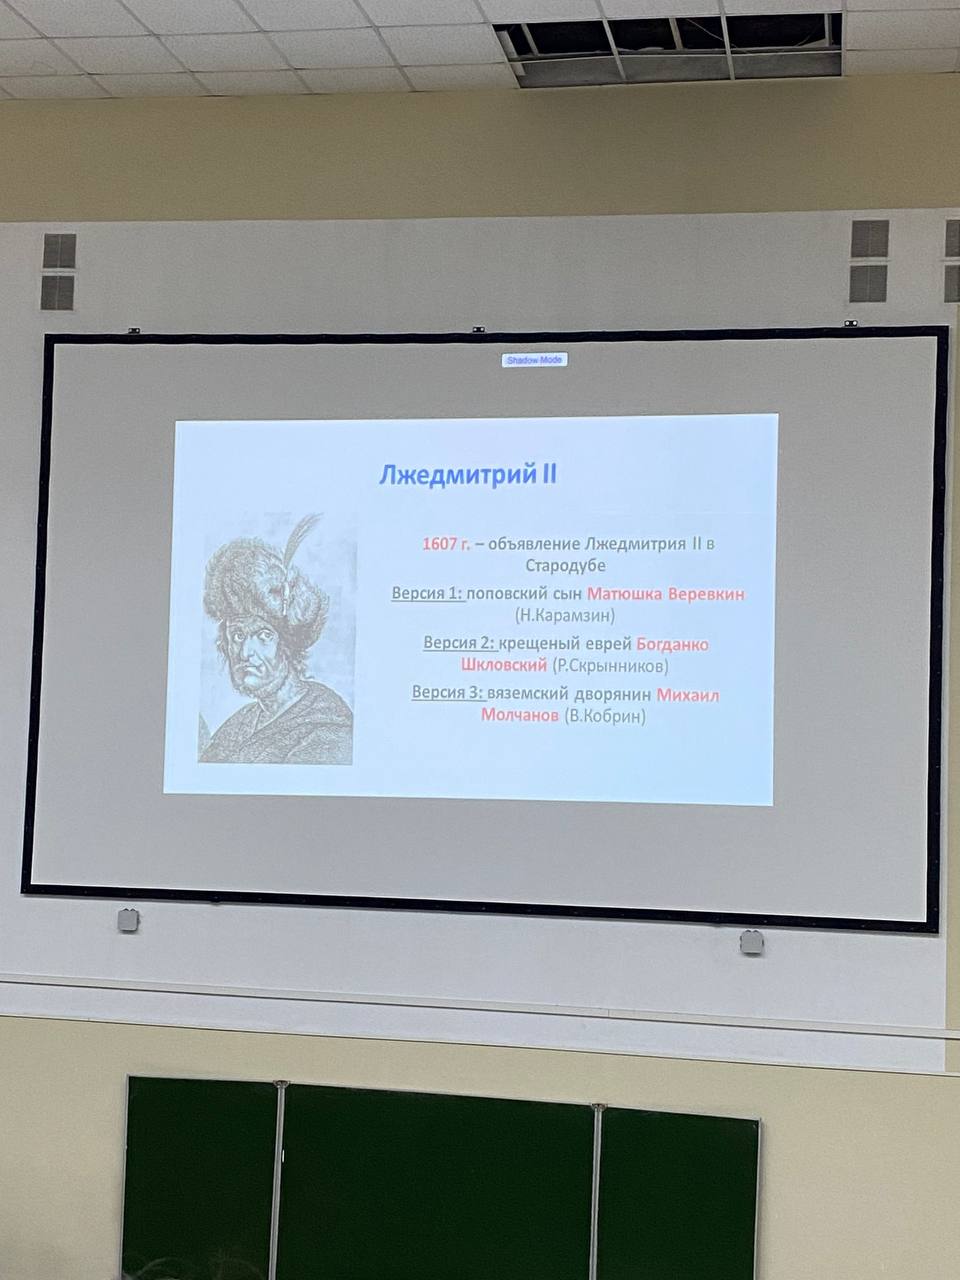 Shadow Mode
Лжедмитрий II
1607 г. – объявление Лжедмитрия II в
Стародубе
Версия 1: поповский сын Матюшка Веревкин
(Н.Карамзин)
Версия 2: крещеный еврей Богданко
Шкловский (Р.Скрынников)
Версия 3: вяземский дворянин Михаил
Молчанов (В.Кобрин)